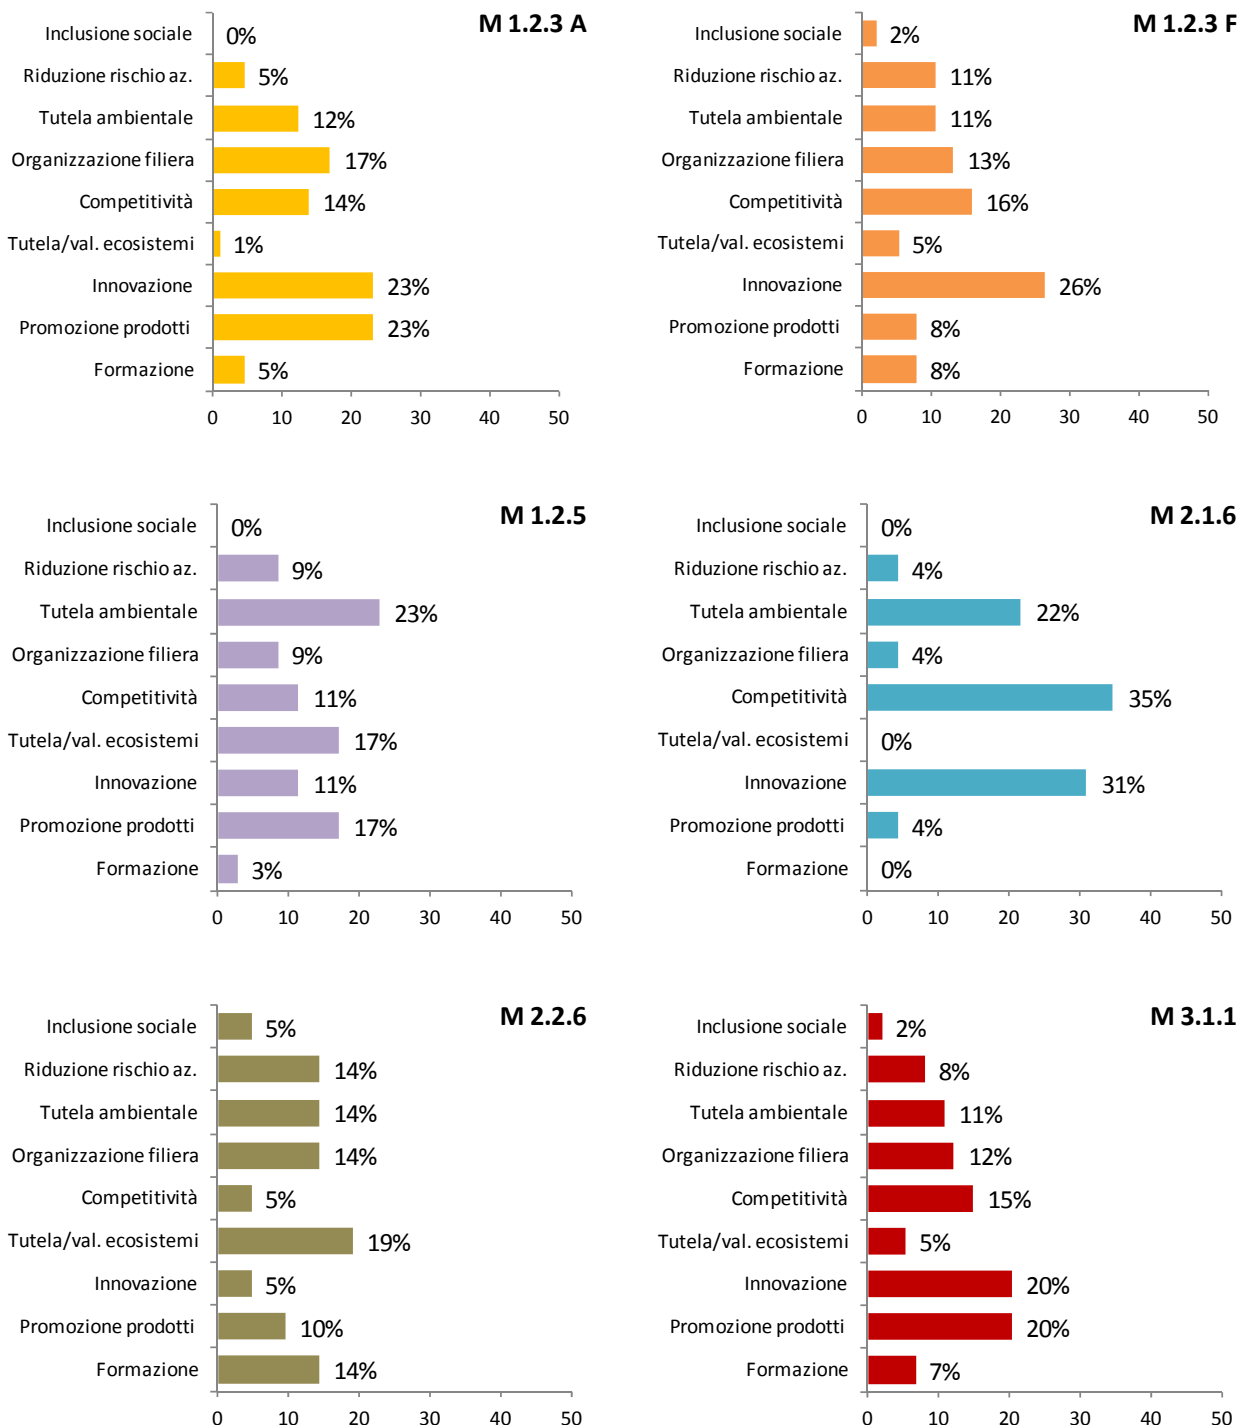 M 1.2.3 A
Inclusione sociale 0%
Riduzione rischio az. 5%
Tutela ambientale 12%
Organizzazione filiera 17%
Competitività 14%
Tutela/val. ecosistemi 1%
Innovazione 23%
Promozione prodotti 23%
Formazione 5%
0 10 20 30 40 50
M 1.2.3 F
Inclusione sociale 2%
Riduzione rischio az. 11%
Tutela ambientale 11%
Organizzazione filiera 13%
Competitività 16%
Tutela/val. ecosistemi 5%
Innovazione 26%
Promozione prodotti 8%
Formazione 8%
0 10 20 30 40 50
M 1.2.5
Inclusione sociale 0%
Riduzione rischio az. 9%
Tutela ambientale 23%
Organizzazione filiera 9%
Competitività 11%
Tutela/val. ecosistemi 17%
Innovazione 11%
Promozione prodotti 17%
Formazione 3%
0 10 20 30 40 50
M 2.1.6
Inclusione sociale 0%
Riduzione rischio az. 4%
Tutela ambientale 22%
Organizzazione filiera 4%
Competitività 35%
Tutela/val. ecosistemi 0%
Innovazione 31%
Promozione prodotti 4%
Formazione 0%
0 10 20 30 40 50
M 2.2.6
Inclusione sociale 5%
Riduzione rischio az. 14%
Tutela ambientale 14%
Organizzazione filiera 14%
Competitività 5%
Tutela/val. ecosistemi 19%
Innovazione 5%
Promozione prodotti 10%
Formazione 14%
0 10 20 30 40 50
M 3.1.1
Inclusione sociale 2%
Riduzione rischio az. 8%
Tutela ambientale 11%
Organizzazione filiera 12%
Competitività 15%
Tutela/val. ecosistemi 5%
Innovazione 20%
Promozione prodotti 20%
Formazione 7%
0 10 20 30 40 50